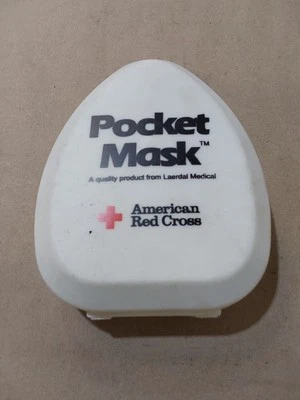 Pocket
Mask™
A quality product from Laerdal Medical
American
Red Cross